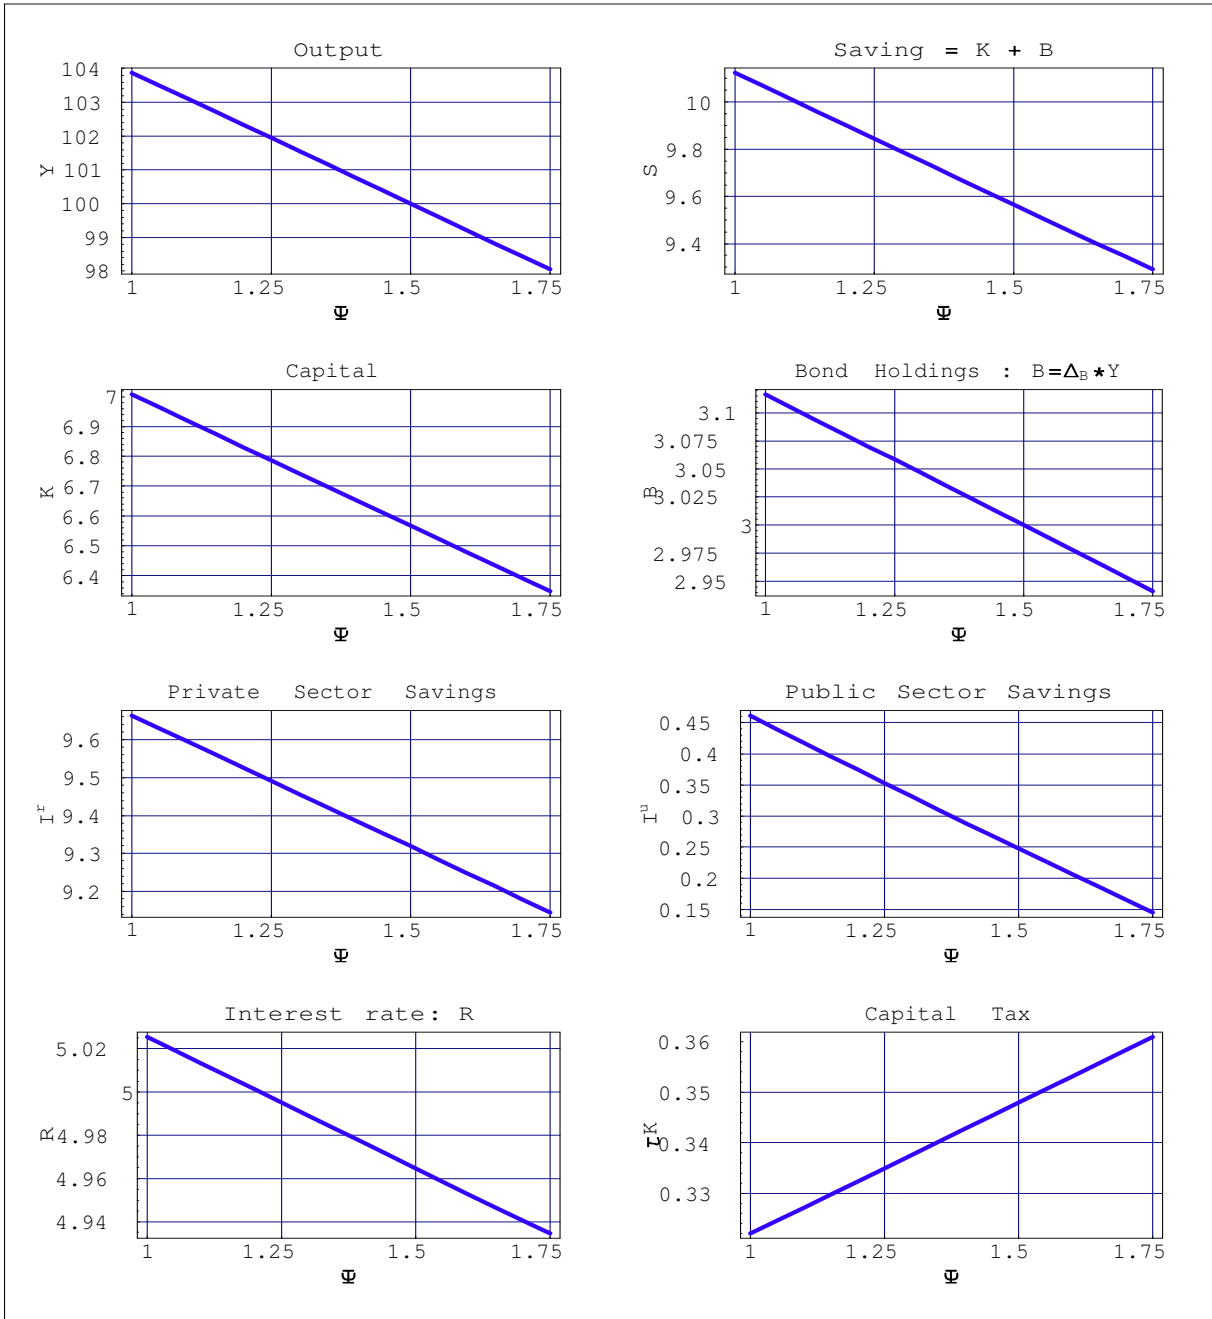 Output
104
103
102
101
100
99
98
Y
1 1.25 1.5 1.75
Ψ
Saving = K + B
10
9.8
9.6
9.4
S
1 1.25 1.5 1.75
Ψ
Capital
7
6.9
6.8
6.7
6.6
6.5
6.4
K
1 1.25 1.5 1.75
Ψ
Bond Holdings : B=Δ_B*Y
3.1
3.075
3.05
3.025
3
2.975
2.95
B
1 1.25 1.5 1.75
Ψ
Private Sector Savings
9.6
9.5
9.4
9.3
9.2
I^r
1 1.25 1.5 1.75
Ψ
Public Sector Savings
0.45
0.4
0.35
0.3
0.25
0.2
0.15
I^u
1 1.25 1.5 1.75
Ψ
Interest rate: R
5.02
5
4.98
4.96
4.94
R
1 1.25 1.5 1.75
Ψ
Capital Tax
0.36
0.35
0.34
0.33
τ^K
1 1.25 1.5 1.75
Ψ